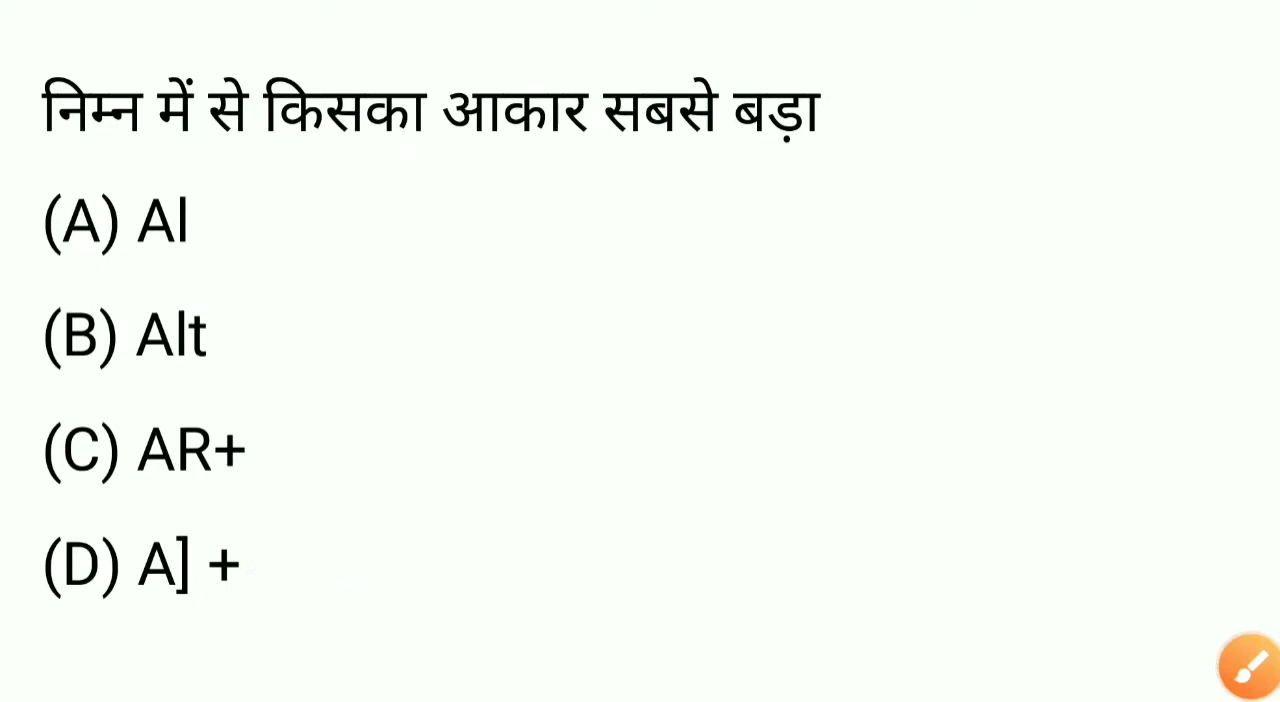 निम्न में से किसका आकार सबसे बड़ा
(A) Al
(B) Alt
(C) AR+
(D) A] +